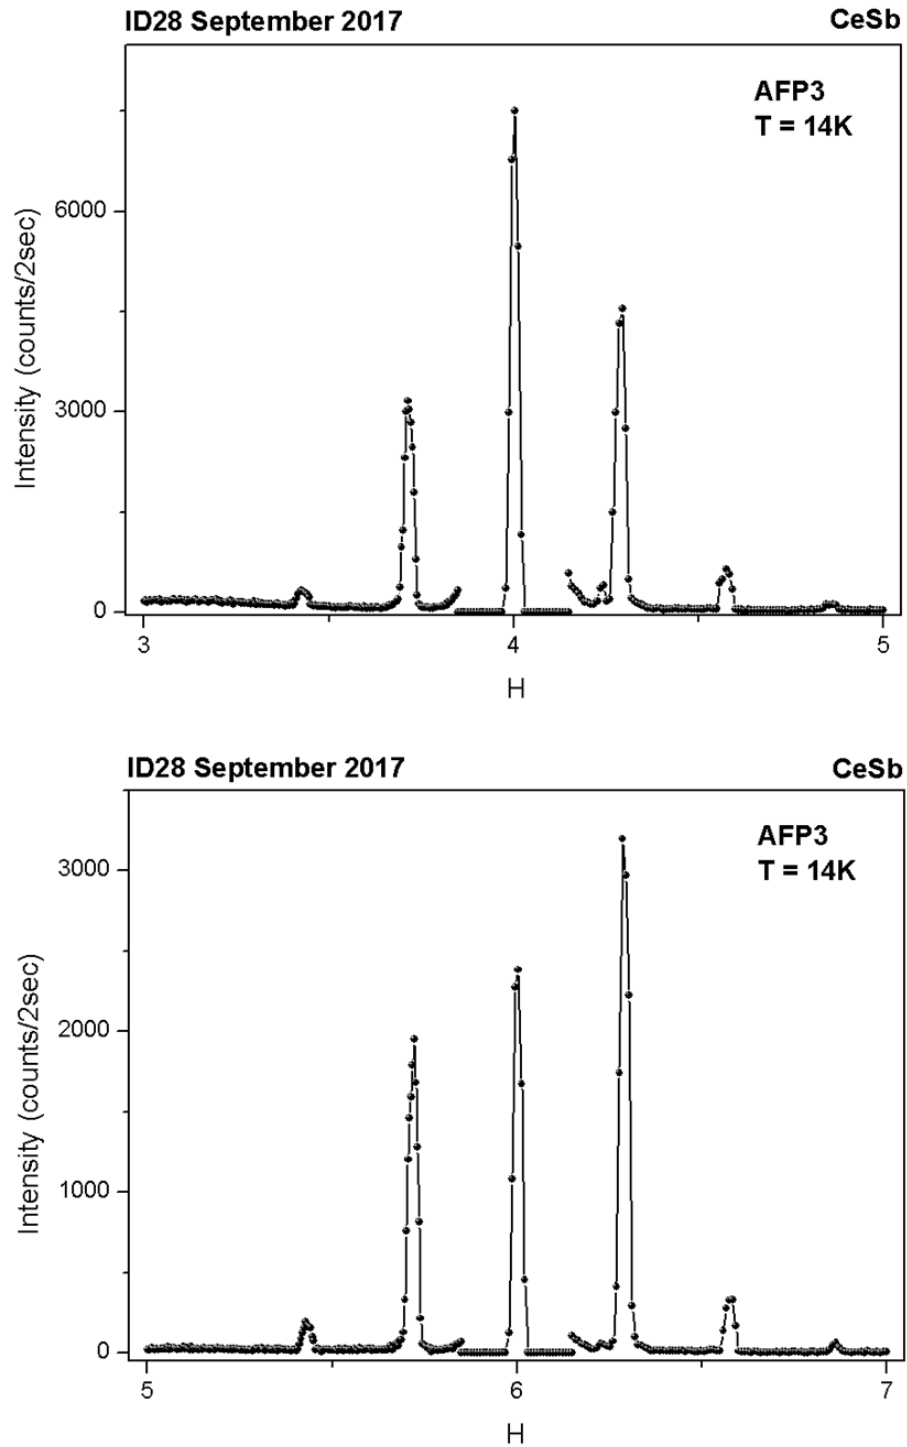 ID28 September 2017 CeSb
AFP3
T = 14K
Intensity (counts/2sec)
6000
3000
0
3 4 5
H
ID28 September 2017 CeSb
AFP3
T = 14K
Intensity (counts/2sec)
3000
2000
1000
0
5 6 7
H